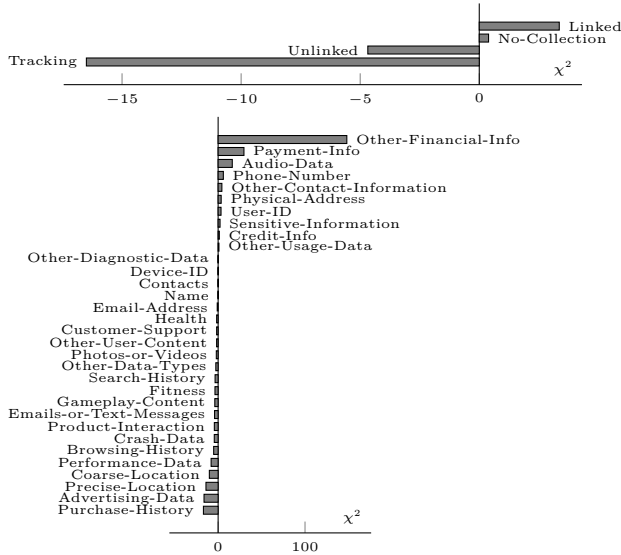 Linked
No-Collection
Unlinked
Tracking
χ²
−15 −10 −5 0
Other-Financial-Info
Payment-Info
Audio-Data
Phone-Number
Other-Contact-Information
Physical-Address
User-ID
Sensitive-Information
Credit-Info
Other-Usage-Data
Other-Diagnostic-Data
Device-ID
Contacts
Name
Email-Address
Health
Customer-Support
Other-User-Content
Photos-or-Videos
Other-Data-Types
Search-History
Fitness
Gameplay-Content
Emails-or-Text-Messages
Product-Interaction
Crash-Data
Browsing-History
Performance-Data
Coarse-Location
Precise-Location
Advertising-Data
Purchase-History
χ²
0 100